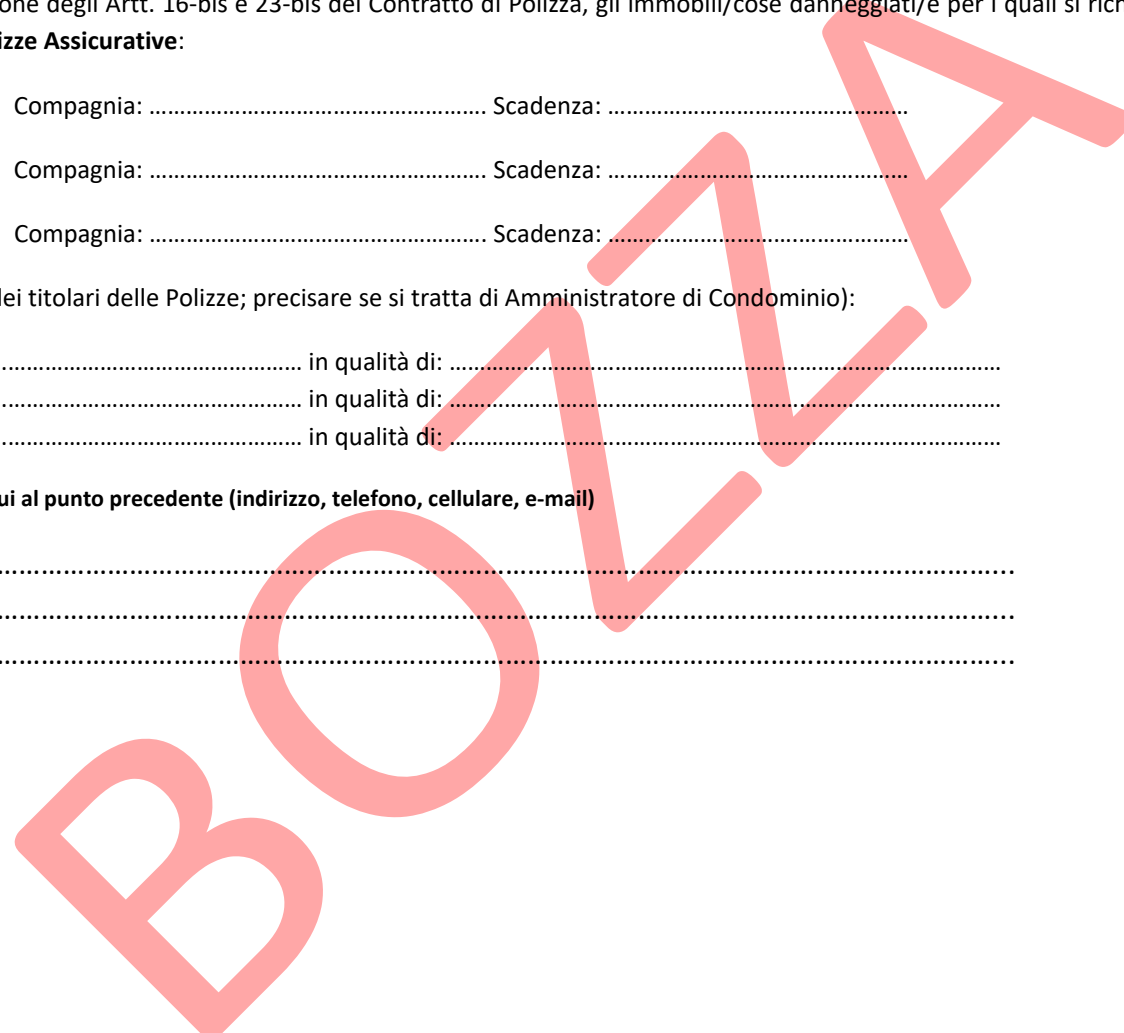 one degli Artt. 16-bis e 23-bis del Contratto di Polizza, gli immobili/cose danneggiati/e per i quali si
izze Assicurative:
Compagnia: ……………………………………………… Scadenza: …………………………………………
Compagnia: ……………………………………………… Scadenza: …………………………………………
Compagnia: ……………………………………………… Scadenza: …………………………………………
dei titolari delle Polizze; precisare se si tratta di Amministratore di Condominio):
………………………………………… in qualità di: ……………………………………………………………………………
………………………………………… in qualità di: ……………………………………………………………………………
………………………………………… in qualità di: ……………………………………………………………………………
ui al punto precedente (indirizzo, telefono, cellulare, e-mail)
……………………………………………………………………………………………………………………………………
……………………………………………………………………………………………………………………………………
……………………………………………………………………………………………………………………………………
BOZZA